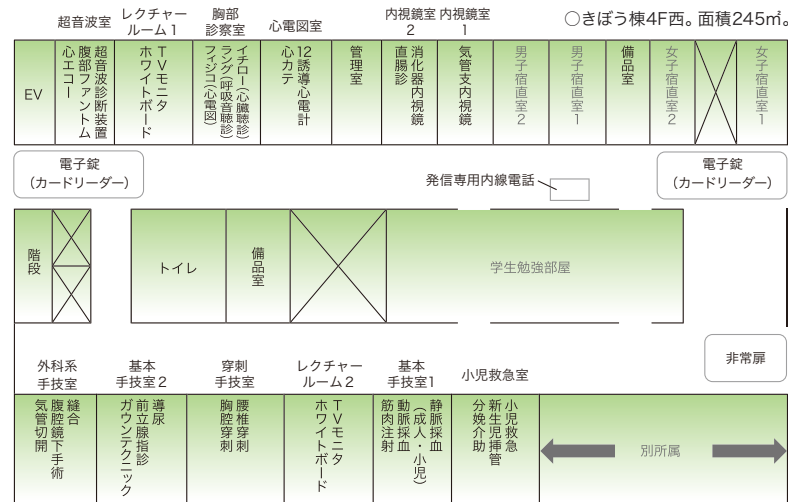 ○きぼう棟4F西。面積245㎡。
超音波室
レクチャー
ルーム1
胸部
診察室
心電図室
内視鏡室
2
内視鏡室
1
EV
超音波診断装置
腹部ファントム
心エコー
TVモニタ
ホワイトボード
イチロー(心臓聴診)
ラング(呼吸音聴診)
フィジコ(心電図)
12誘導心電計
心カテ
管理室
消化器内視鏡
直腸診
気管支内視鏡
男子宿直室2
男子宿直室1
備品室
女子宿直室2
女子宿直室1
電子錠
(カードリーダー)
発信専用内線電話
電子錠
(カードリーダー)
階段
トイレ
備品室
学生勉強部屋
非常扉
外科系
手技室
基本
手技室2
穿刺
手技室
レクチャー
ルーム2
基本
手技室1
小児救急室
縫合
腹腔鏡下手術
気管切開
導尿
前立腺指診
ガウンテクニック
腰椎穿刺
胸腔穿刺
TVモニタ
ホワイトボード
静脈採血
(成人・小児)
動脈採血
筋肉注射
小児救急
新生児挿管
分娩介助
別所属